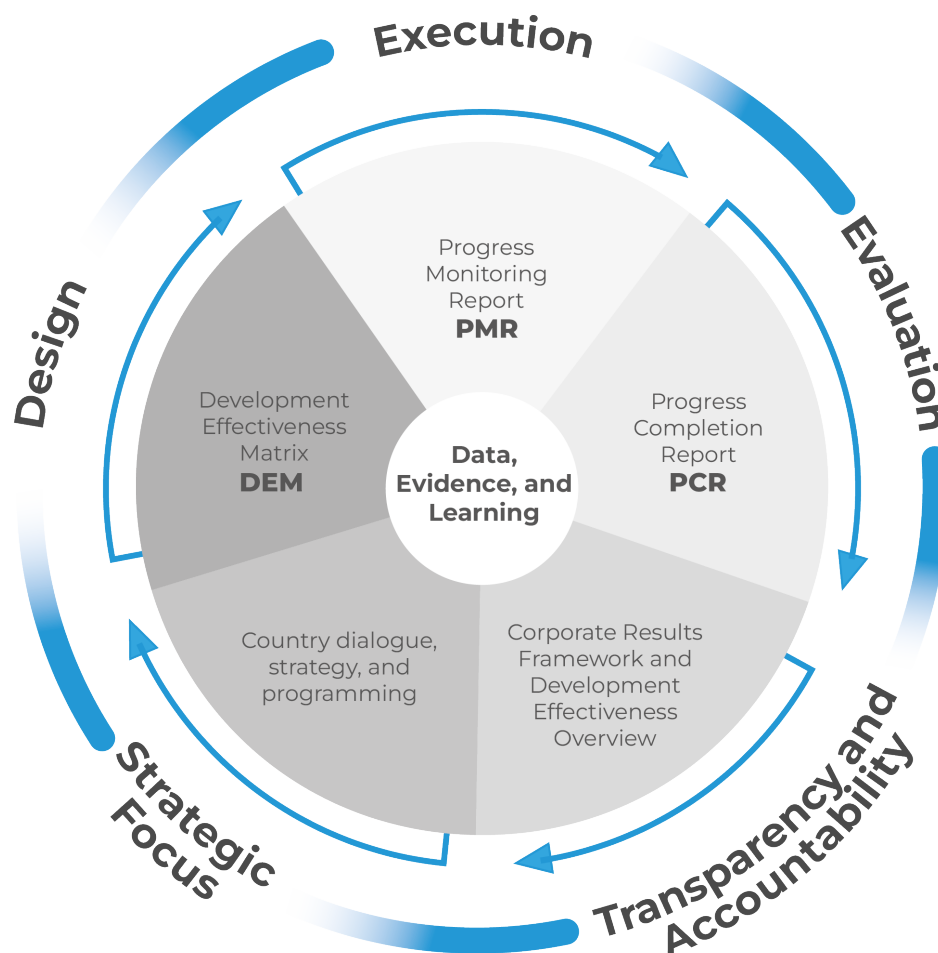 Execution
Evaluation
Transparency and
Accountability
Strategic
Focus
Design
Progress
Monitoring
Report
PMR
Progress
Completion
Report
PCR
Corporate Results
Framework and
Development
Effectiveness
Overview
Country dialogue,
strategy, and
programming
Development
Effectiveness
Matrix
DEM
Data,
Evidence, and
Learning